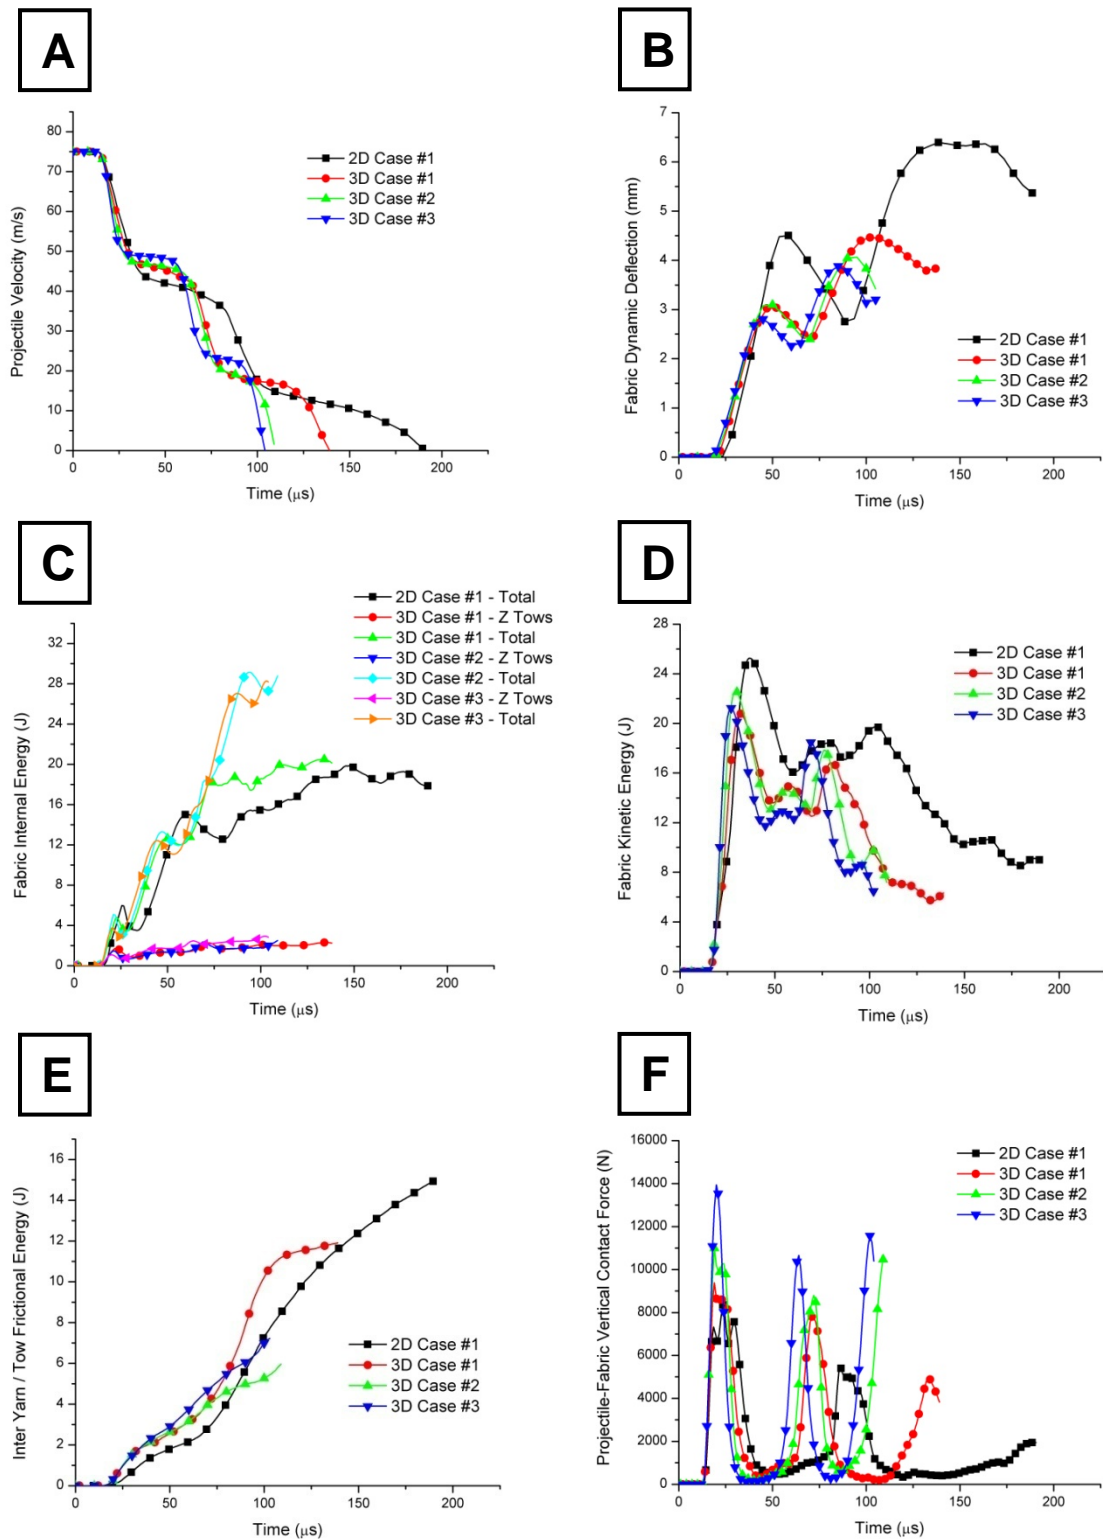 A
Projectile Velocity (m/s)
80
70
60
50
40
30
20
10
0
2D Case #1
3D Case #1
3D Case #2
3D Case #3
0 50 100 150 200
Time (μs)
B
Fabric Dynamic Deflection (mm)
7
6
5
4
3
2
1
0
2D Case #1
3D Case #1
3D Case #2
3D Case #3
0 50 100 150 200
Time (μs)
C
Fabric Internal Energy (J)
32
28
24
20
16
12
8
4
0
2D Case #1 - Total
3D Case #1 - Z Tows
3D Case #1 - Total
3D Case #2 - Z Tows
3D Case #2 - Total
3D Case #3 - Z Tows
3D Case #3 - Total
0 50 100 150 200
Time (μs)
D
Fabric Kinetic Energy (J)
28
24
20
16
12
8
4
0
2D Case #1
3D Case #1
3D Case #2
3D Case #3
0 50 100 150 200
Time (μs)
E
Inter Yarn / Tow Frictional Energy (J)
16
14
12
10
8
6
4
2
0
2D Case #1
3D Case #1
3D Case #2
3D Case #3
0 50 100 150 200
Time (μs)
F
Projectile-Fabric Vertical Contact Force (N)
16000
14000
12000
10000
8000
6000
4000
2000
0
2D Case #1
3D Case #1
3D Case #2
3D Case #3
0 50 100 150 200
Time (μs)